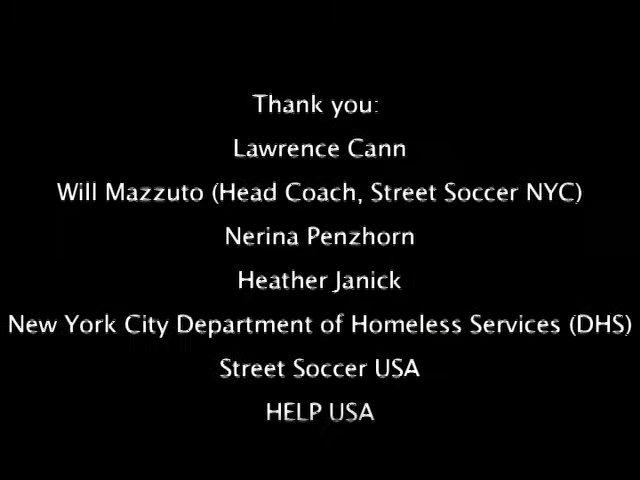 Thank you:
Lawrence Cann
Will Mazzuto (Head Coach, Street Soccer NYC)
Nerina Penzhorn
Heather Janick
New York City Department of Homeless Services (DHS)
Street Soccer USA
HELP USA